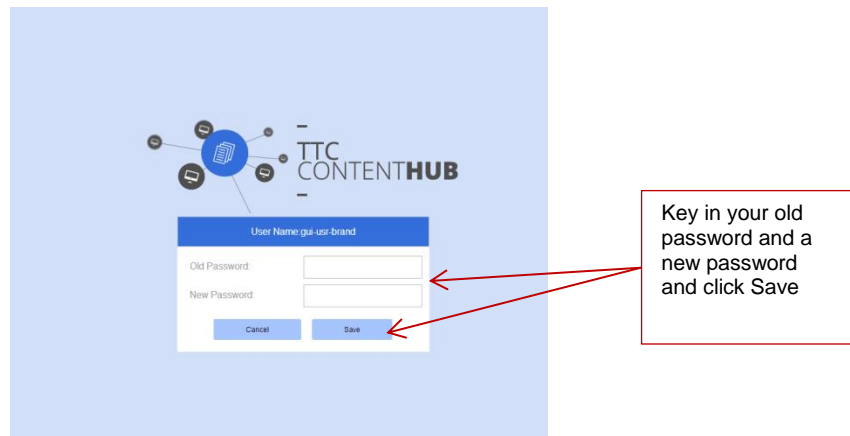 TTC
CONTENTHUB
User Name:gui-usr-brand
Old Password:
New Password:
Cancel Save
Key in your old
password and a
new password
and click Save